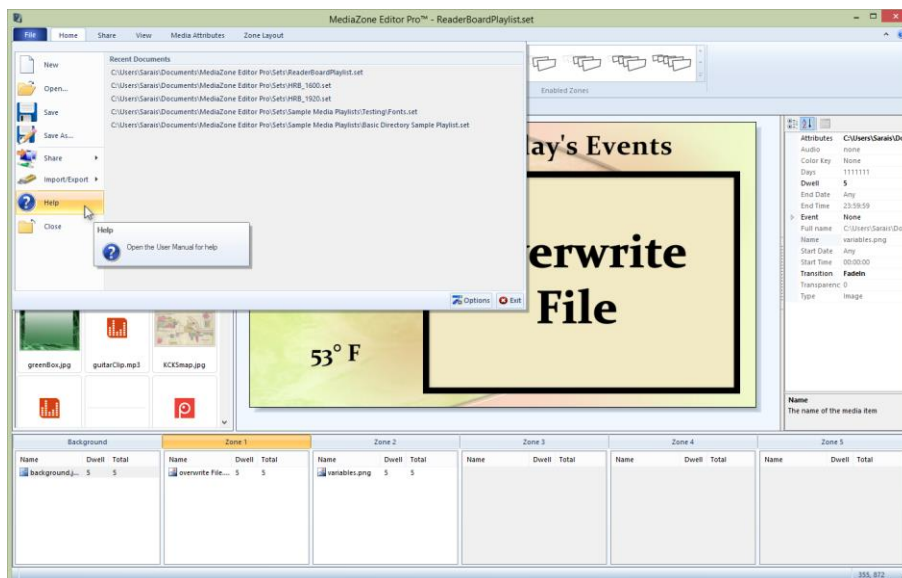 MediaZone Editor Pro™ - ReaderBoardPlaylist.set
File Home Share View Media Attributes Zone Layout
New
Open...
Save
Save As...
Share
Import/Export
Help
Close
Recent Documents
C:\Users\Sarais\Documents\MediaZone Editor Pro\Sets\ReaderBoardPlaylist.set
C:\Users\Sarais\Documents\MediaZone Editor Pro\Sets\HRB_1600.set
C:\Users\Sarais\Documents\MediaZone Editor Pro\Sets\HRB_1920.set
C:\Users\Sarais\Documents\MediaZone Editor Pro\Sets\Sample Media Playlists\Testing\Fonts.set
C:\Users\Sarais\Documents\MediaZone Editor Pro\Sets\Sample Media Playlists\Basic Directory Sample Playlist.set
Help
Open the User Manual for help
Options Exit
Enabled Zones
lay's Events
erwrite
File
53° F
greenBox.jpg guitarClip.mp3 KCKSmap.jpg
Attributes C:\Users\Sarais\Do
Audio none
Color Key None
Days 1111111
Dwell 5
End Date Any
End Time 23:59:59
Event None
Full name C:\Users\Sarais\Do
Name variables.png
Start Date Any
Start Time 00:00:00
Transition FadeIn
Transparenc 0
Type Image
Name
The name of the media item
Background Zone 1 Zone 2 Zone 3 Zone 4 Zone 5
Name Dwell Total Name Dwell Total Name Dwell Total Name Dwell Total Name Dwell Total Name Dwell Total
background.j... 5 5 overwrite File.... 5 5 variables.png 5 5
355, 872